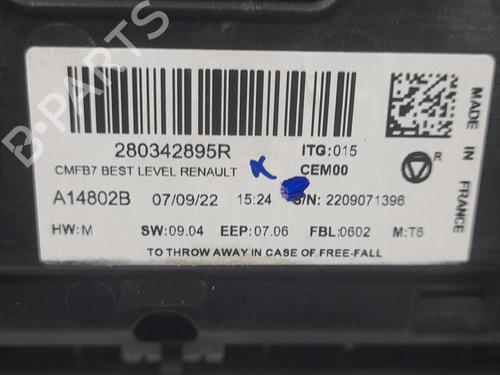 B-PARTS
280342895R
ITG:015
CMFB7 BEST LEVEL RENAULT
K
CEM00
R
A14802B 07/09/22 15:24 S/N: 2209071396
HW:M SW:09.04 EEP:07.06 FBL:0602 M:T6
TO THROW AWAY IN CASE OF FREE-FALL
MADE IN FRANCE